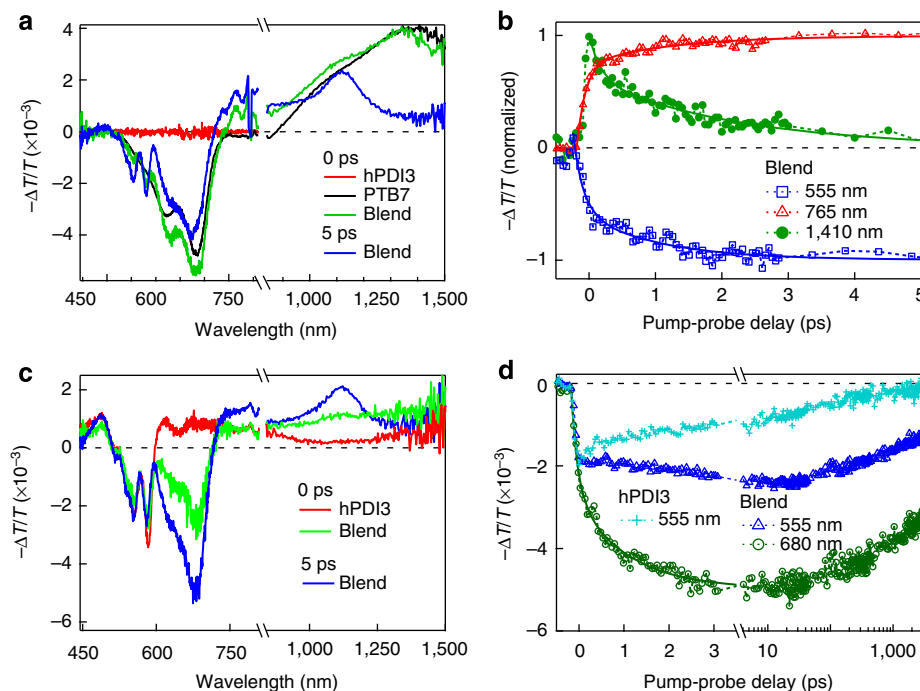 a
−ΔT/T (×10−3)
4
2
0
−2
−4
0 ps
hPDI3
PTB7
Blend
5 ps
Blend
450 600 750 1,000 1,250 1,500
Wavelength (nm)
b
−ΔT/T (normalized)
1
0
−1
Blend
555 nm
765 nm
1,410 nm
0 1 2 3 4 5
Pump-probe delay (ps)
c
−ΔT/T (×10−3)
2
0
−2
−4
−6
0 ps
hPDI3
Blend
5 ps
Blend
450 600 750 1,000 1,250 1,500
Wavelength (nm)
d
−ΔT/T (×10−3)
0
−2
−4
−6
hPDI3
555 nm
Blend
555 nm
680 nm
0 1 2 3 10 100 1,000
Pump-probe delay (ps)